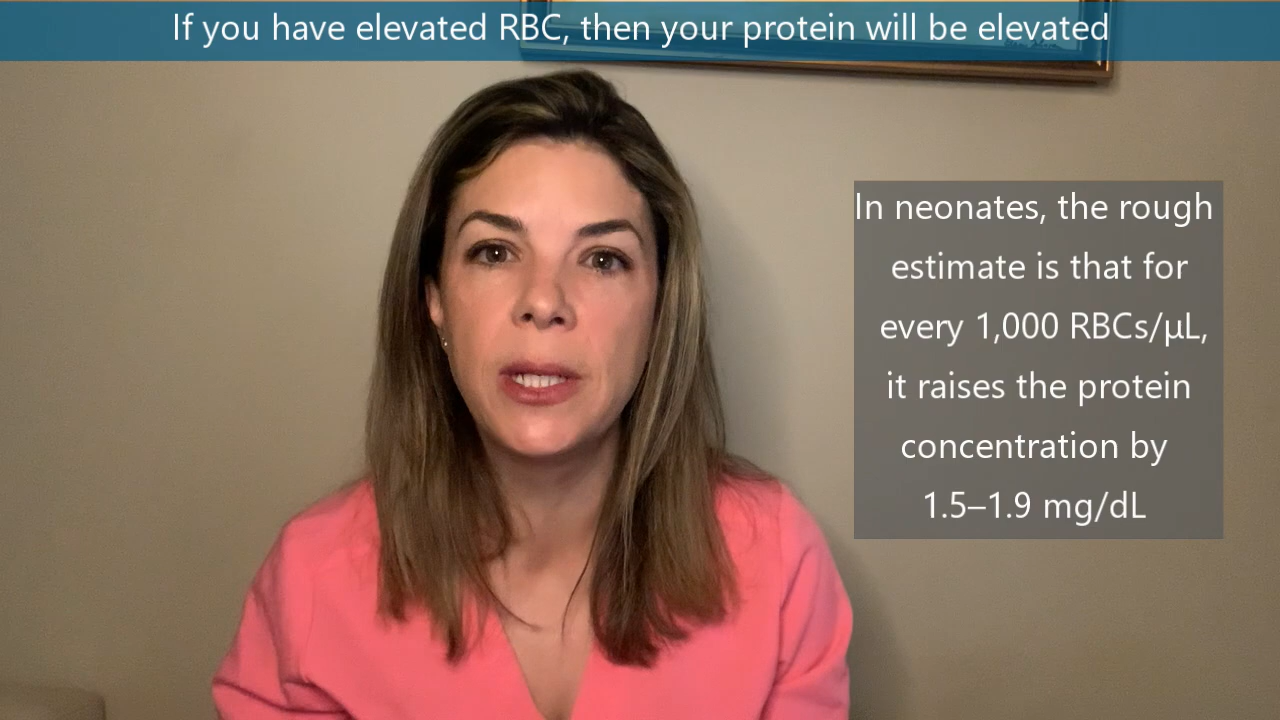 If you have elevated RBC, then your protein will be elevated
In neonates, the rough
estimate is that for
every 1,000 RBCs/µL,
it raises the protein
concentration by
1.5–1.9 mg/dL